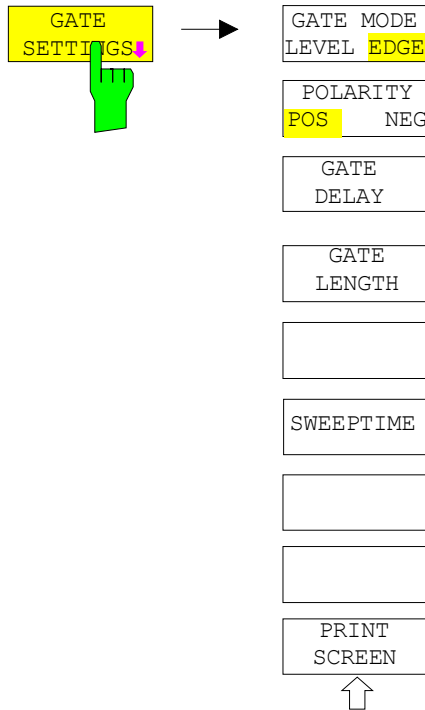 GATE
SETTINGS
GATE MODE
LEVEL EDGE
POLARITY
POS NEG
GATE
DELAY
GATE
LENGTH
SWEEPTIME
PRINT
SCREEN